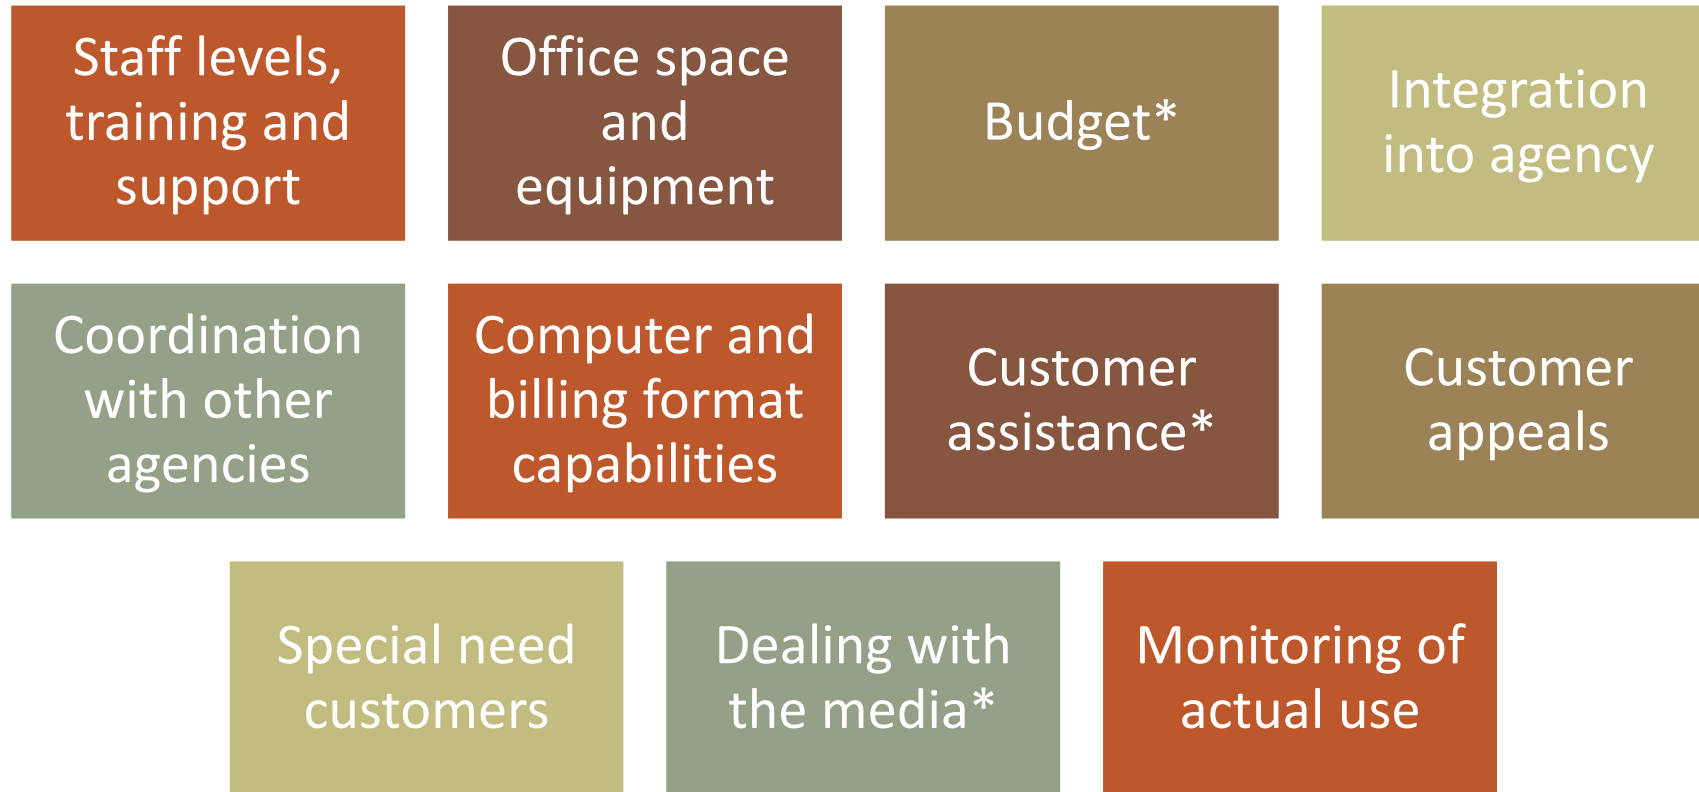 Staff levels,
training and
support
Office space
and
equipment
Budget*
Integration
into agency
Coordination
with other
agencies
Computer and
billing format
capabilities
Customer
assistance*
Customer
appeals
Special need
customers
Dealing with
the media*
Monitoring of
actual use